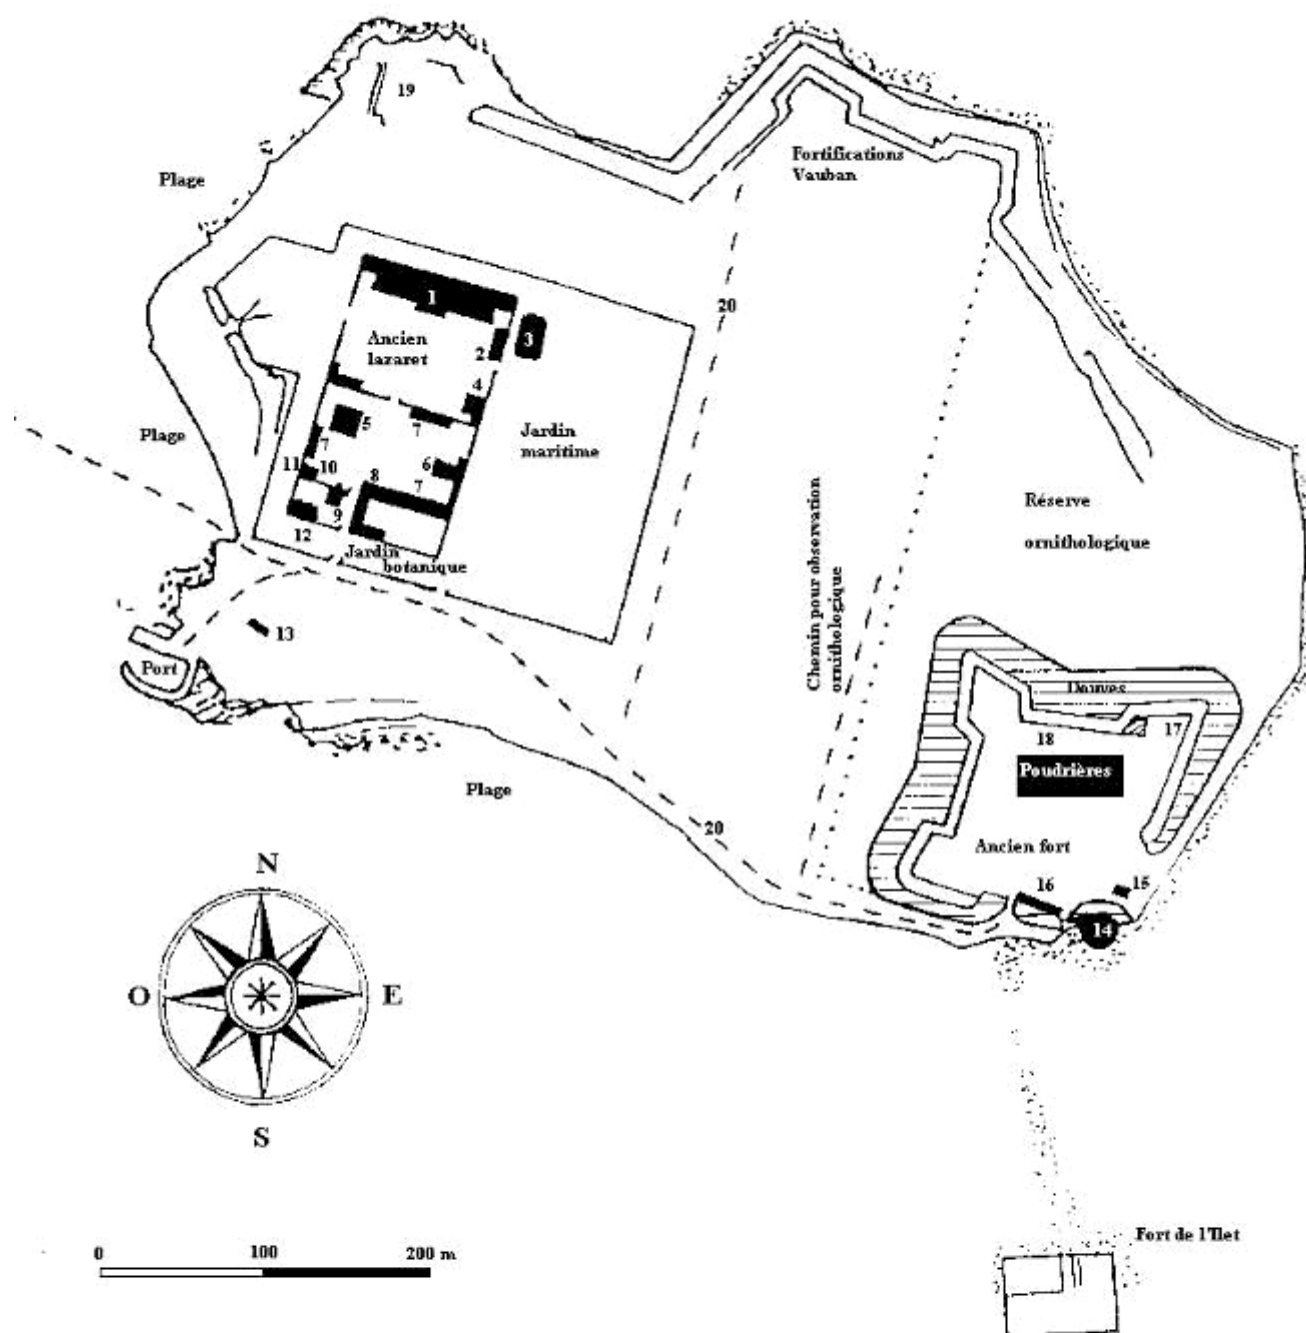 19
Plage
Fortifications
Vauban
1
20
Ancien
lazaret
2
3
4
5
7
Jardin
maritime
Plage
7
11
10
6
8
7
9
12
Jardin
botanique
Réserve
ornithologique
Chemin pour observation
ornithologique
13
Port
Douves
18
17
Poudrières
Plage
20
Ancien fort
16
15
14
N
O
E
S
0
100
200 m
Fort de l'Ilet